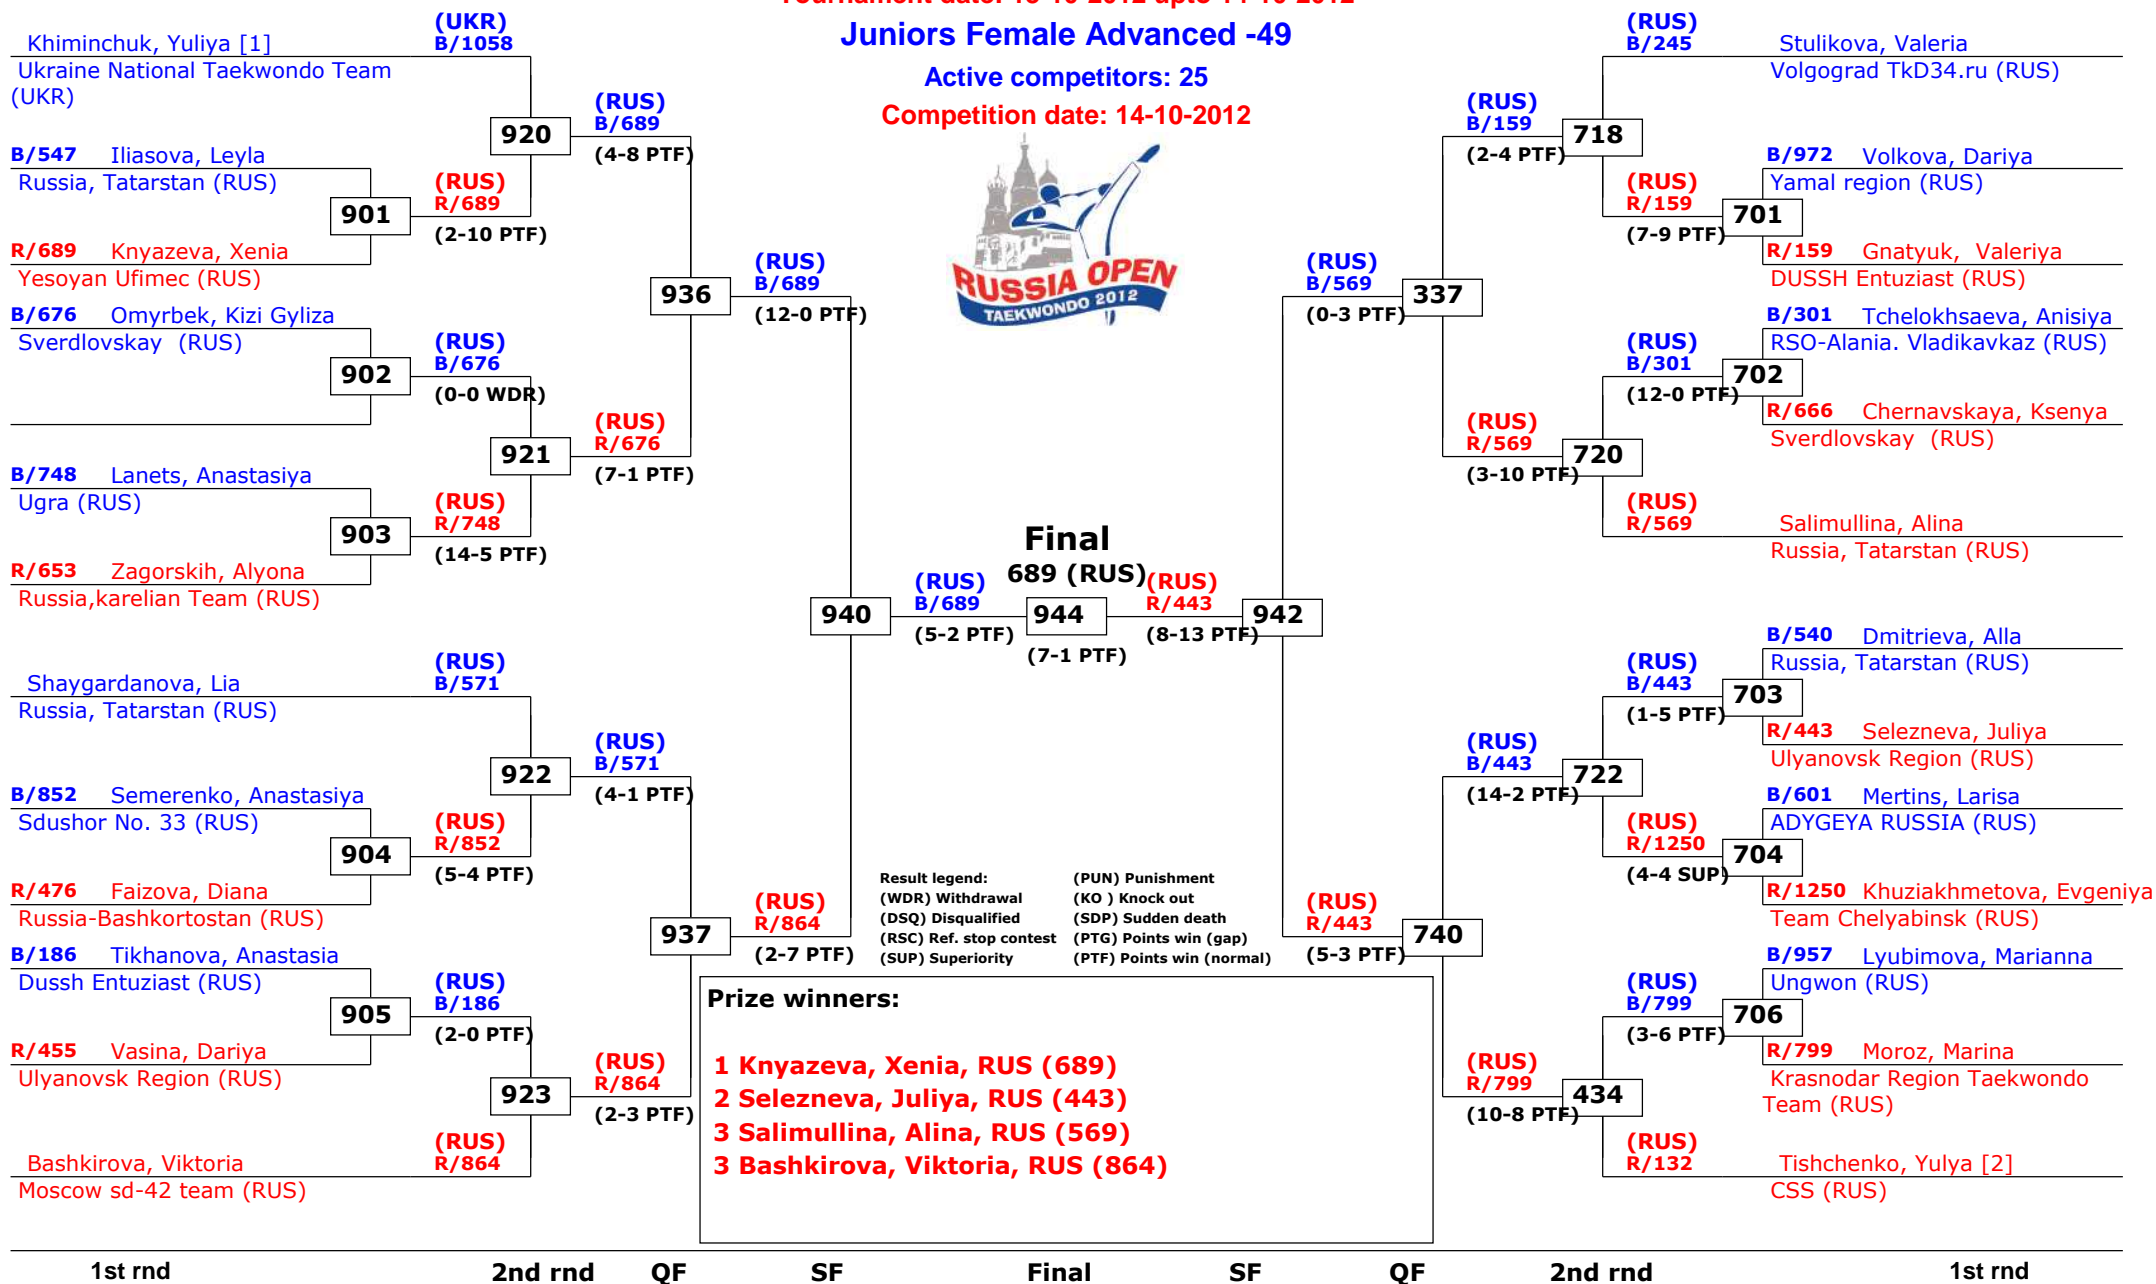 Tournament date: 13-10-2012 upto 14-10-2012
Juniors Female Advanced -49
Active competitors: 25
Competition date: 14-10-2012
RUSSIA OPEN
TAEKWONDO 2012
Khiminchuk, Yuliya [1]
Ukraine National Taekwondo Team
(UKR)
(UKR)
B/1058
B/547 Iliasova, Leyla
Russia, Tatarstan (RUS)
901
R/689 Knyazeva, Xenia
Yesoyan Ufimec (RUS)
(RUS)
R/689
(2-10 PTF)
920
(RUS)
B/689
(4-8 PTF)
B/676 Omyrbek, Kizi Gyliza
Sverdlovskay (RUS)
902
(RUS)
B/676
(0-0 WDR)
B/748 Lanets, Anastasiya
Ugra (RUS)
903
R/653 Zagorskih, Alyona
Russia,karelian Team (RUS)
(RUS)
R/748
(14-5 PTF)
921
(RUS)
R/676
(7-1 PTF)
936
(RUS)
B/689
(12-0 PTF)
Shaygardanova, Lia
Russia, Tatarstan (RUS)
(RUS)
B/571
B/852 Semerenko, Anastasiya
Sdushor No. 33 (RUS)
904
R/476 Faizova, Diana
Russia-Bashkortostan (RUS)
(RUS)
R/852
(5-4 PTF)
922
(RUS)
B/571
(4-1 PTF)
B/186 Tikhanova, Anastasia
Dussh Entuziast (RUS)
905
R/455 Vasina, Dariya
Ulyanovsk Region (RUS)
(RUS)
B/186
(2-0 PTF)
923
Bashkirova, Viktoria
Moscow sd-42 team (RUS)
(RUS)
R/864
(RUS)
R/864
(2-3 PTF)
937
(RUS)
R/864
(2-7 PTF)
940
(RUS)
B/689
(5-2 PTF)
Final
689 (RUS)
944
(7-1 PTF)
(RUS)
R/443
(8-13 PTF)
942
(RUS)
B/569
(0-3 PTF)
337
(RUS)
B/159
(2-4 PTF)
718
(RUS)
B/245
Stulikova, Valeria
Volgograd TkD34.ru (RUS)
(RUS)
R/159
(7-9 PTF)
701
B/972 Volkova, Dariya
Yamal region (RUS)
R/159 Gnatyuk, Valeriya
DUSSH Entuziast (RUS)
B/301 Tchelokhsaeva, Anisiya
RSO-Alania. Vladikavkaz (RUS)
(RUS)
B/301
(12-0 PTF)
702
R/666 Chernavskaya, Ksenya
Sverdlovskay (RUS)
(RUS)
R/569
(3-10 PTF)
720
(RUS)
R/569
Salimullina, Alina
Russia, Tatarstan (RUS)
B/540 Dmitrieva, Alla
Russia, Tatarstan (RUS)
(RUS)
B/443
(1-5 PTF)
703
R/443 Selezneva, Juliya
Ulyanovsk Region (RUS)
(RUS)
B/443
(14-2 PTF)
722
B/601 Mertins, Larisa
ADYGEYA RUSSIA (RUS)
(RUS)
R/1250
(4-4 SUP)
704
R/1250 Khuziakhmetova, Evgeniya
Team Chelyabinsk (RUS)
(RUS)
R/443
(5-3 PTF)
740
B/957 Lyubimova, Marianna
Ungwon (RUS)
(RUS)
B/799
(3-6 PTF)
706
R/799 Moroz, Marina
Krasnodar Region Taekwondo
Team (RUS)
(RUS)
R/799
(10-8 PTF)
434
(RUS)
R/132
Tishchenko, Yulya [2]
CSS (RUS)
Result legend:
(WDR) Withdrawal
(DSQ) Disqualified
(RSC) Ref. stop contest
(SUP) Superiority
(PUN) Punishment
(KO ) Knock out
(SDP) Sudden death
(PTG) Points win (gap)
(PTF) Points win (normal)
Prize winners:
1 Knyazeva, Xenia, RUS (689)
2 Selezneva, Juliya, RUS (443)
3 Salimullina, Alina, RUS (569)
3 Bashkirova, Viktoria, RUS (864)
1st rnd 2nd rnd QF SF Final SF QF 2nd rnd 1st rnd